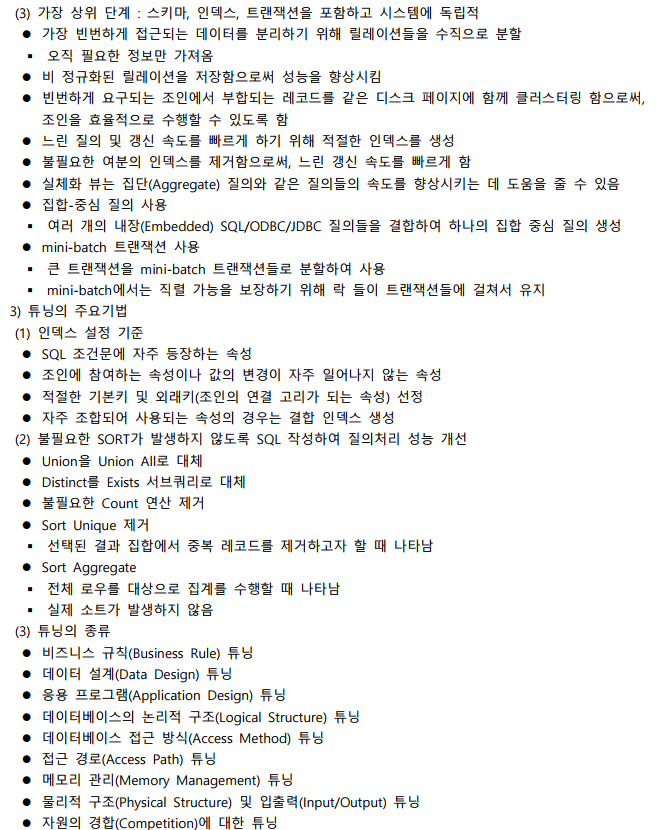 (3) 가장 상위 단계 : 스키마, 인덱스, 트랜잭션을 포함하고 시스템에 독립적
● 가장 빈번하게 접근되는 데이터를 분리하기 위해 릴레이션들을 수직으로 분할
▪ 오직 필요한 정보만 가져옴
● 비 정규화된 릴레이션을 저장함으로써 성능을 향상시킴
● 빈번하게 요구되는 조인에서 부합되는 레코드를 같은 디스크 페이지에 함께 클러스터링 함으로써,
조인을 효율적으로 수행할 수 있도록 함
● 느린 질의 및 갱신 속도를 빠르게 하기 위해 적절한 인덱스를 생성
● 불필요한 여분의 인덱스를 제거함으로써, 느린 갱신 속도를 빠르게 함
● 실체화 뷰는 집단(Aggregate) 질의와 같은 질의들의 속도를 향상시키는 데 도움을 줄 수 있음
● 집합-중심 질의 사용
▪ 여러 개의 내장(Embedded) SQL/ODBC/JDBC 질의들을 결합하여 하나의 집합 중심 질의 생성
● mini-batch 트랜잭션 사용
▪ 큰 트랜잭션을 mini-batch 트랜잭션들로 분할하여 사용
▪ mini-batch에서는 직렬 가능을 보장하기 위해 락 들이 트랜잭션들에 걸쳐서 유지
3) 튜닝의 주요기법
(1) 인덱스 설정 기준
● SQL 조건문에 자주 등장하는 속성
● 조인에 참여하는 속성이나 값의 변경이 자주 일어나지 않는 속성
● 적절한 기본키 및 외래키(조인의 연결 고리가 되는 속성) 선정
● 자주 조합되어 사용되는 속성의 경우는 결합 인덱스 생성
(2) 불필요한 SORT가 발생하지 않도록 SQL 작성하여 질의처리 성능 개선
● Union을 Union All로 대체
● Distinct를 Exists 서브쿼리로 대체
● 불필요한 Count 연산 제거
● Sort Unique 제거
▪ 선택된 결과 집합에서 중복 레코드를 제거하고자 할 때 나타남
● Sort Aggregate
▪ 전체 로우를 대상으로 집계를 수행할 때 나타남
▪ 실제 소트가 발생하지 않음
(3) 튜닝의 종류
● 비즈니스 규칙(Business Rule) 튜닝
● 데이터 설계(Data Design) 튜닝
● 응용 프로그램(Application Design) 튜닝
● 데이터베이스의 논리적 구조(Logical Structure) 튜닝
● 데이터베이스 접근 방식(Access Method) 튜닝
● 접근 경로(Access Path) 튜닝
● 메모리 관리(Memory Management) 튜닝
● 물리적 구조(Physical Structure) 및 입출력(Input/Output) 튜닝
● 자원의 경합(Competition)에 대한 튜닝